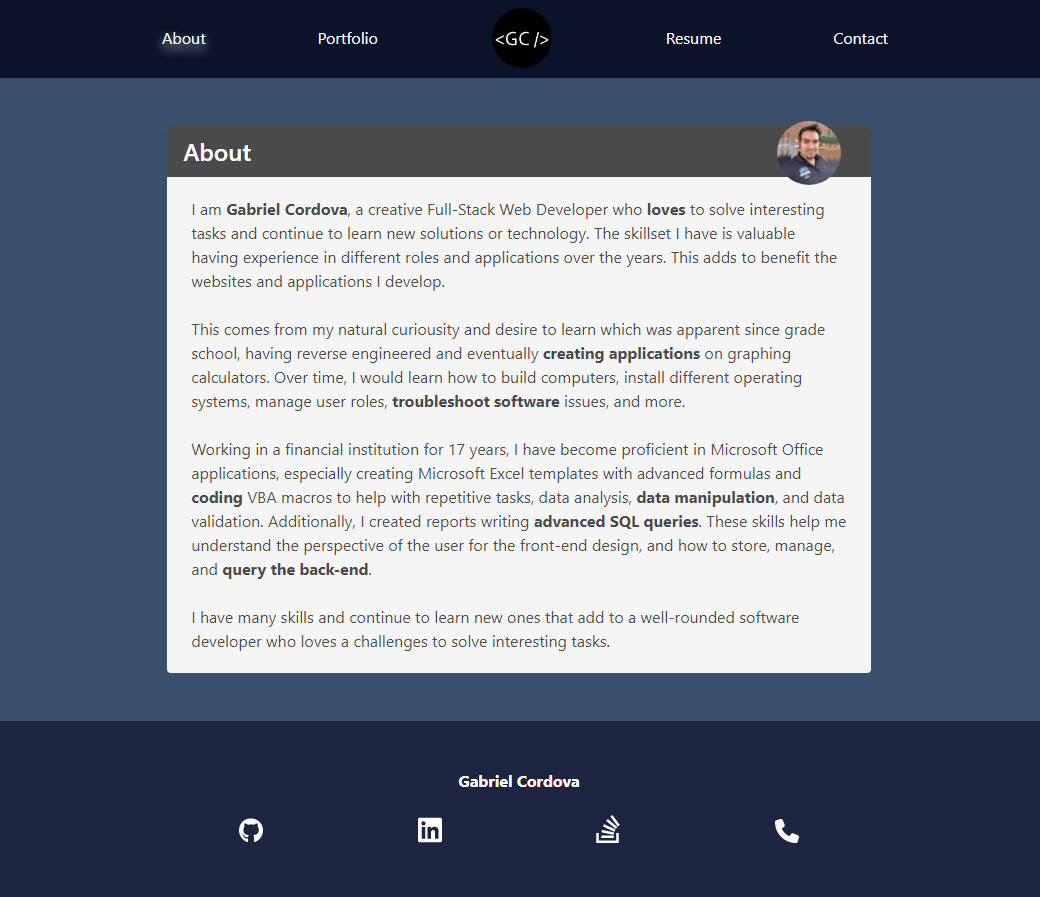 About Portfolio <GC /> Resume Contact
About
I am Gabriel Cordova, a creative Full-Stack Web Developer who loves to solve interesting
tasks and continue to learn new solutions or technology. The skillset I have is valuable
having experience in different roles and applications over the years. This adds to benefit the
websites and applications I develop.
This comes from my natural curiousity and desire to learn which was apparent since grade
school, having reverse engineered and eventually creating applications on graphing
calculators. Over time, I would learn how to build computers, install different operating
systems, manage user roles, troubleshoot software issues, and more.
Working in a financial institution for 17 years, I have become proficient in Microsoft Office
applications, especially creating Microsoft Excel templates with advanced formulas and
coding VBA macros to help with repetitive tasks, data analysis, data manipulation, and data
validation. Additionally, I created reports writing advanced SQL queries. These skills help me
understand the perspective of the user for the front-end design, and how to store, manage,
and query the back-end.
I have many skills and continue to learn new ones that add to a well-rounded software
developer who loves a challenges to solve interesting tasks.
Gabriel Cordova
in